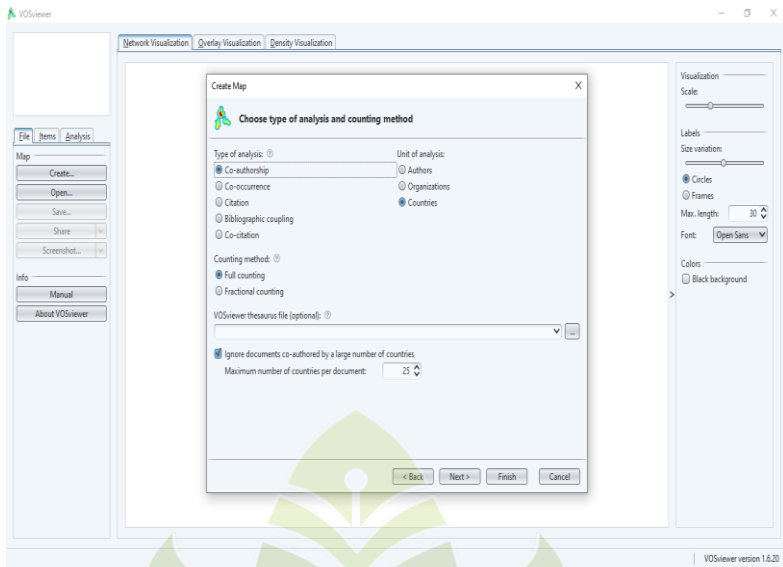 VOSviewer
Network Visualization Overlay Visualization Density Visualization
File Items Analysis
Map
Create...
Open...
Save...
Share
Screenshot...
Info
Manual
About VOSviewer
Create Map X
Choose type of analysis and counting method
Type of analysis: ?
Co-authorship
Co-occurrence
Citation
Bibliographic coupling
Co-citation
Unit of analysis:
Authors
Organizations
Countries
Counting method: ?
Full counting
Fractional counting
VOSviewer thesaurus file (optional): ?
...
Ignore documents co-authored by a large number of countries
Maximum number of countries per document: 25
< Back Next > Finish Cancel
Visualization
Scale:
Labels
Size variation:
Circles
Frames
Max. length: 30
Font: Open Sans
Colors
Black background
VOSviewer version 1.6.20